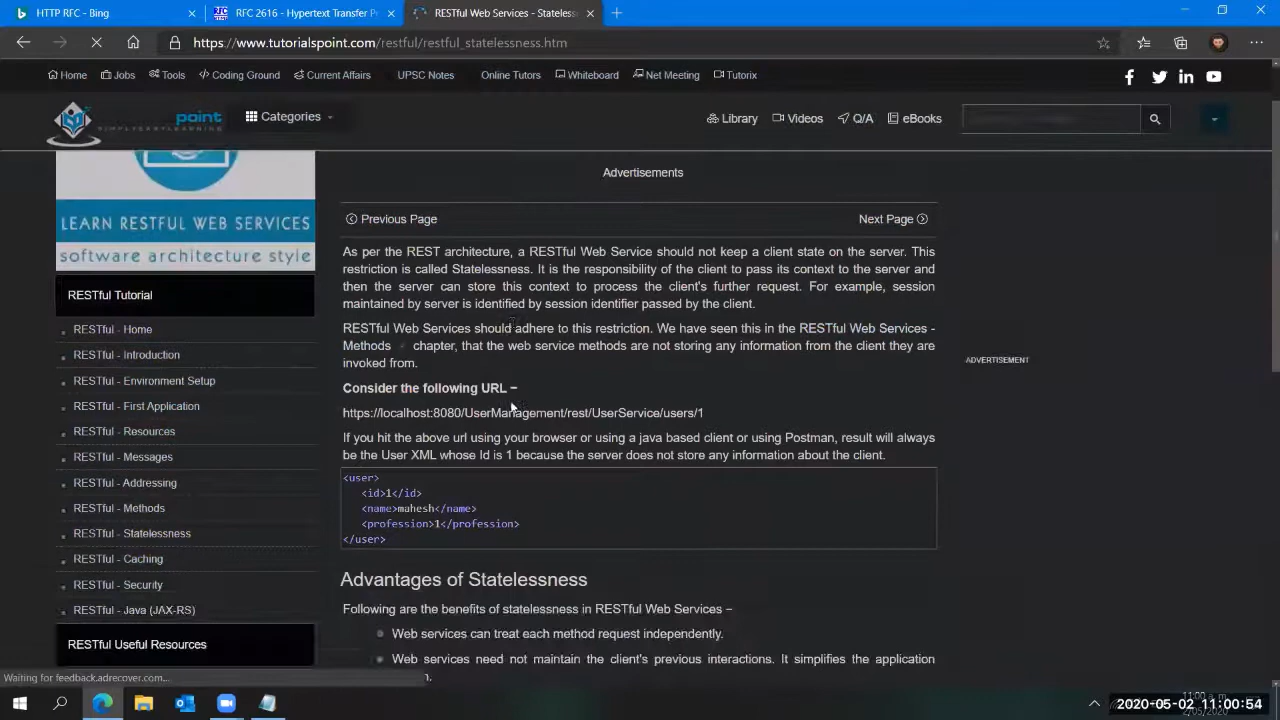 HTTP RFC - Bing
RFC 2616 - Hypertext Transfer Pr
RESTful Web Services - Stateless
https://www.tutorialspoint.com/restful/restful_statelessness.htm
Home Jobs Tools Coding Ground Current Affairs UPSC Notes Online Tutors Whiteboard Net Meeting Tutorix
point
SIMPLYEASYLEARNING
Categories
Library Videos Q/A eBooks
LEARN RESTFUL WEB SERVICES
software architecture style
RESTful Tutorial
RESTful - Home
RESTful - Introduction
RESTful - Environment Setup
RESTful - First Application
RESTful - Resources
RESTful - Messages
RESTful - Addressing
RESTful - Methods
RESTful - Statelessness
RESTful - Caching
RESTful - Security
RESTful - Java (JAX-RS)
RESTful Useful Resources
Advertisements
Previous Page
Next Page
As per the REST architecture, a RESTful Web Service should not keep a client state on the server. This
restriction is called Statelessness. It is the responsibility of the client to pass its context to the server and
then the server can store this context to process the client's further request. For example, session
maintained by server is identified by session identifier passed by the client.
RESTful Web Services should adhere to this restriction. We have seen this in the RESTful Web Services -
Methods chapter, that the web service methods are not storing any information from the client they are
invoked from.
Consider the following URL −
https://localhost:8080/UserManagement/rest/UserService/users/1
If you hit the above url using your browser or using a java based client or using Postman, result will always
be the User XML whose Id is 1 because the server does not store any information about the client.
<user>
<id>1</id>
<name>mahesh</name>
<profession>1</profession>
</user>
Advantages of Statelessness
Following are the benefits of statelessness in RESTful Web Services −
Web services can treat each method request independently.
Web services need not maintain the client's previous interactions. It simplifies the application
ADVERTISEMENT
Waiting for feedback.adrecover.com...
11:00 a. m.
2/05/2020
2020-05-02 11:00:54